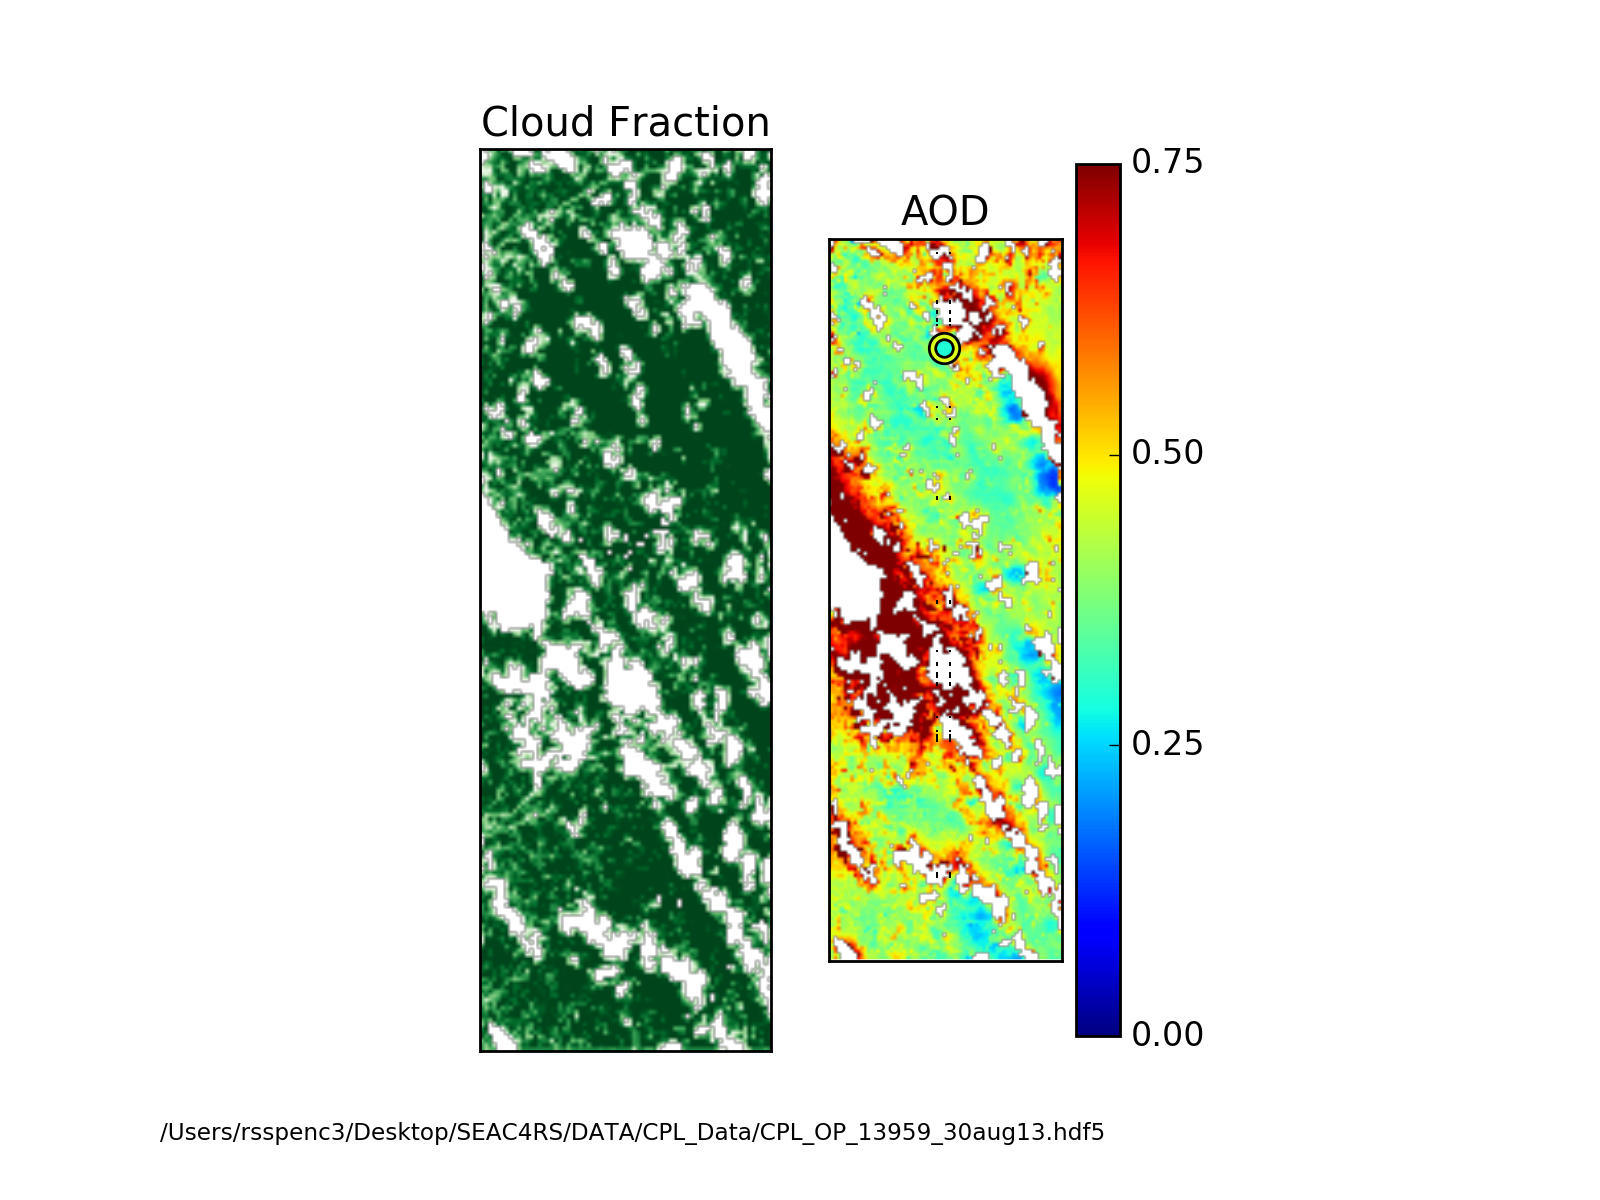 Cloud Fraction
AOD
0.75
0.50
0.25
0.00
/Users/rsspenc3/Desktop/SEAC4RS/DATA/CPL_Data/CPL_OP_13959_30aug13.hdf5